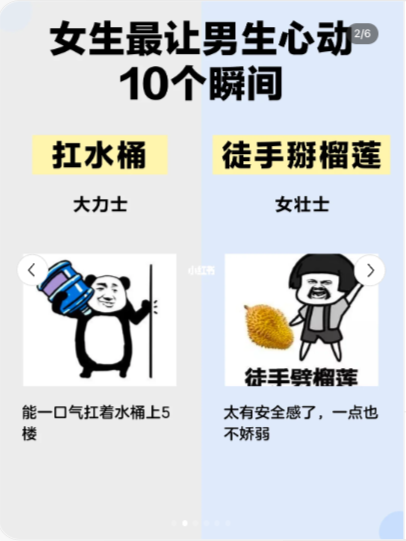 女生最让男生心动
2/6
10个瞬间
扛水桶
徒手掰榴莲
大力士
女壮士
小红书
徒手劈榴莲
能一口气扛着水桶上5
楼
太有安全感了，一点也
不娇弱